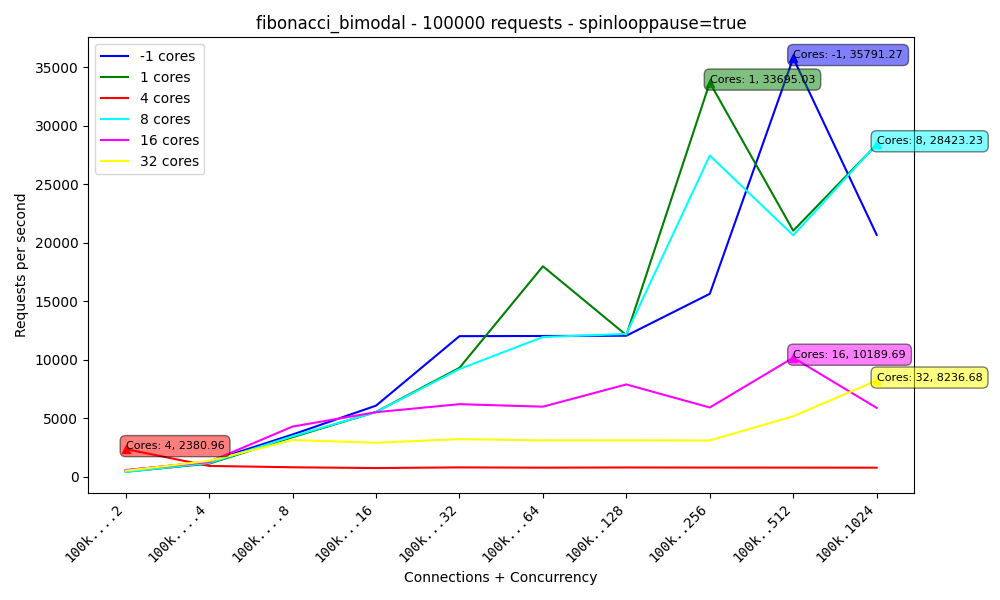 fibonacci_bimodal - 100000 requests - spinlooppause=true
-1 cores
1 cores
4 cores
8 cores
16 cores
32 cores
Cores: -1, 35791.27
Cores: 1, 33695.03
Cores: 8, 28423.23
Cores: 16, 10189.69
Cores: 32, 8236.68
Cores: 4, 2380.96
Requests per second
35000
30000
25000
20000
15000
10000
5000
0
100k....2
100k....4
100k....8
100k...16
100k...32
100k...64
100k..128
100k..256
100k..512
100k.1024
Connections + Concurrency